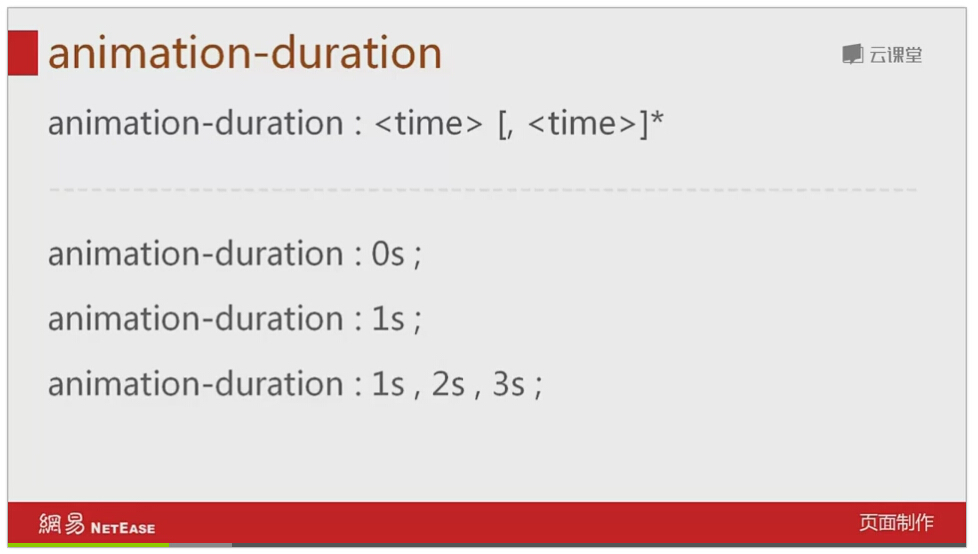 animation-duration
云课堂
animation-duration : <time> [, <time>]*
animation-duration : 0s ;
animation-duration : 1s ;
animation-duration : 1s , 2s , 3s ;
網易 NETEASE
页面制作